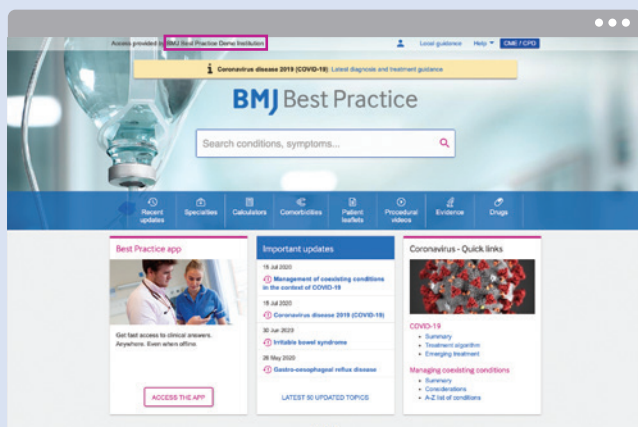 Access provided by BMJ Best Practice Demo Institution
Local guidance Help CME / CPD
i Coronavirus disease 2019 (COVID-19) Latest diagnosis and treatment guidance
BMJ Best Practice
Search conditions, symptoms...
Recent updates
Specialties
Calculators
Comorbidities
Patient leaflets
Procedural videos
Evidence
Drugs
Best Practice app
Get fast access to clinical answers.
Anywhere. Even when offline.
ACCESS THE APP
Important updates
15 Jul 2020
Management of coexisting conditions
in the context of COVID-19
15 Jul 2020
Coronavirus disease 2019 (COVID-19)
30 Jun 2020
Irritable bowel syndrome
28 May 2020
Gastro-oesophageal reflux disease
LATEST 50 UPDATED TOPICS
Coronavirus - Quick links
COVID-19
• Summary
• Treatment algorithm
• Emerging treatment
Managing coexisting conditions
• Summary
• Considerations
• A-Z list of conditions